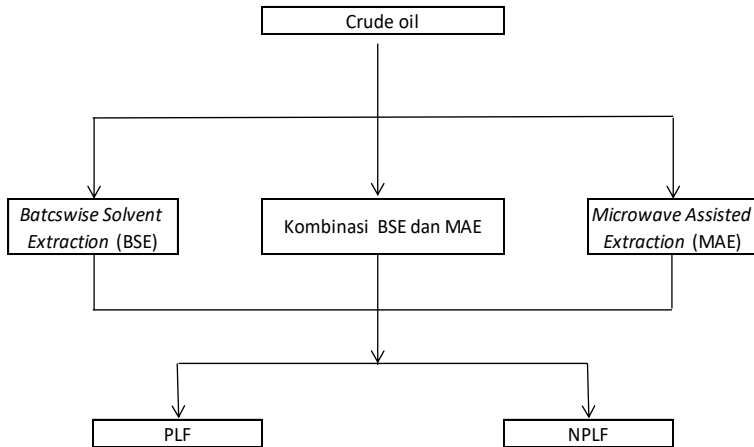 Crude oil
Batcswise Solvent
Extraction (BSE)
Kombinasi BSE dan MAE
Microwave Assisted
Extraction (MAE)
PLF
NPLF